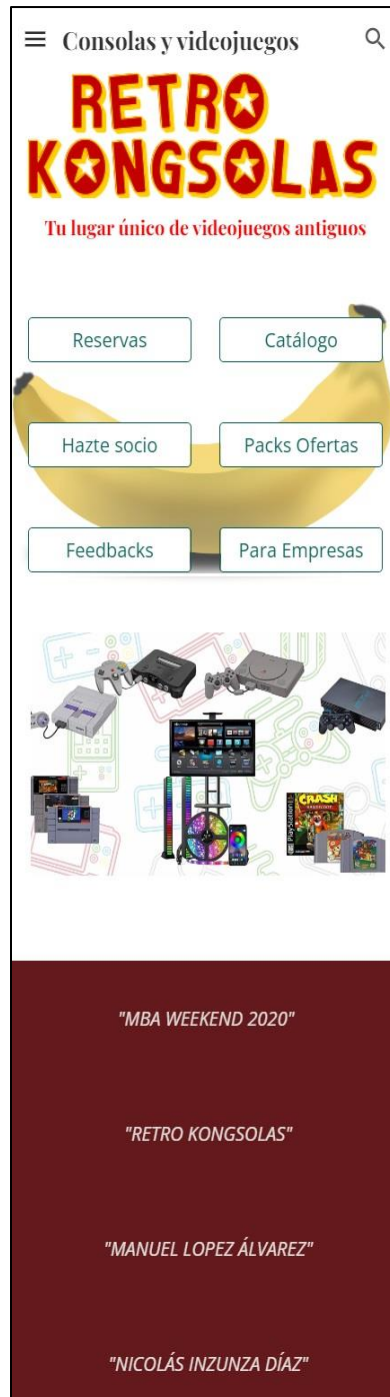 Consolas y videojuegos
RETRO
KONGSOLAS
Tu lugar único de videojuegos antiguos
Reservas
Catálogo
Hazte socio
Packs Ofertas
Feedbacks
Para Empresas
CRASH
PlayStation
"MBA WEEKEND 2020"
"RETRO KONGSOLAS"
"MANUEL LOPEZ ÁLVAREZ"
"NICOLÁS INZUNZA DÍAZ"